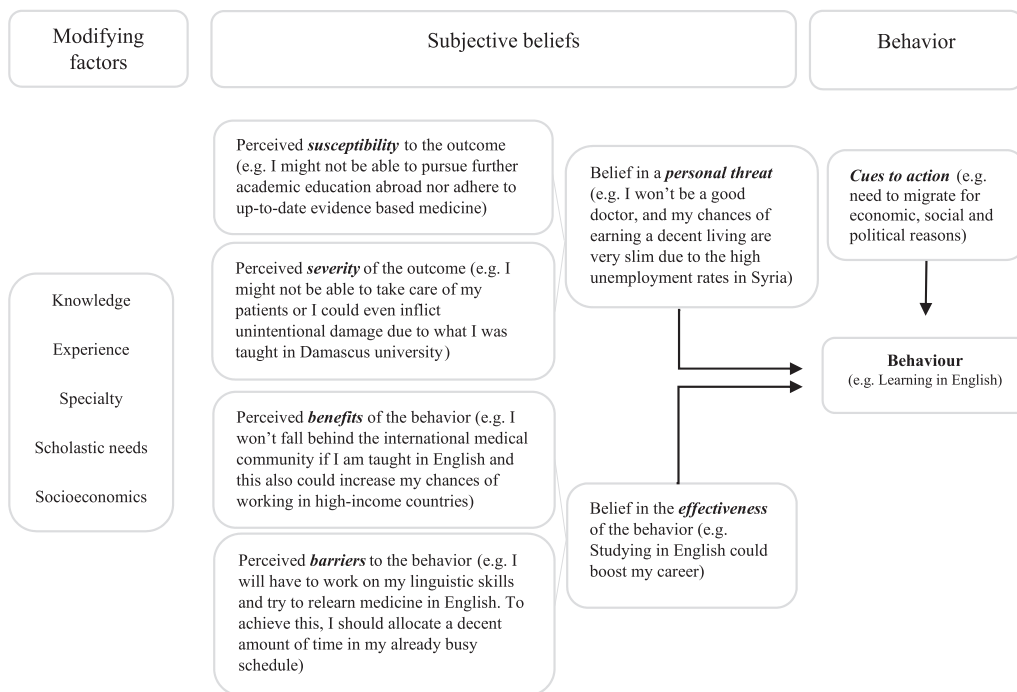 Modifying
factors
Subjective beliefs
Behavior
Knowledge
Experience
Specialty
Scholastic needs
Socioeconomics
Perceived susceptibility to the outcome
(e.g. I might not be able to pursue further
academic education abroad nor adhere to
up-to-date evidence based medicine)
Perceived severity of the outcome (e.g. I
might not be able to take care of my
patients or I could even inflict
unintentional damage due to what I was
taught in Damascus university)
Perceived benefits of the behavior (e.g. I
won’t fall behind the international medical
community if I am taught in English and
this also could increase my chances of
working in high-income countries)
Perceived barriers to the behavior (e.g. I
will have to work on my linguistic skills
and try to relearn medicine in English. To
achieve this, I should allocate a decent
amount of time in my already busy
schedule)
Belief in a personal threat
(e.g. I won’t be a good
doctor, and my chances of
earning a decent living are
very slim due to the high
unemployment rates in Syria)
Belief in the effectiveness
of the behavior (e.g.
Studying in English could
boost my career)
Cues to action (e.g.
need to migrate for
economic, social and
political reasons)
Behaviour
(e.g. Learning in English)